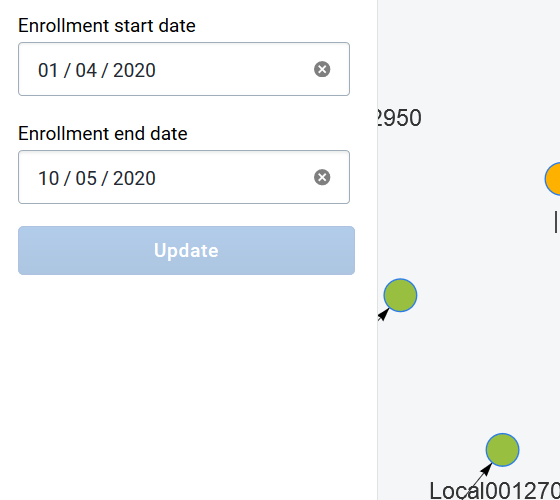 Enrollment start date
01 / 04 / 2020
Enrollment end date
10 / 05 / 2020
Update
2950
Local001270